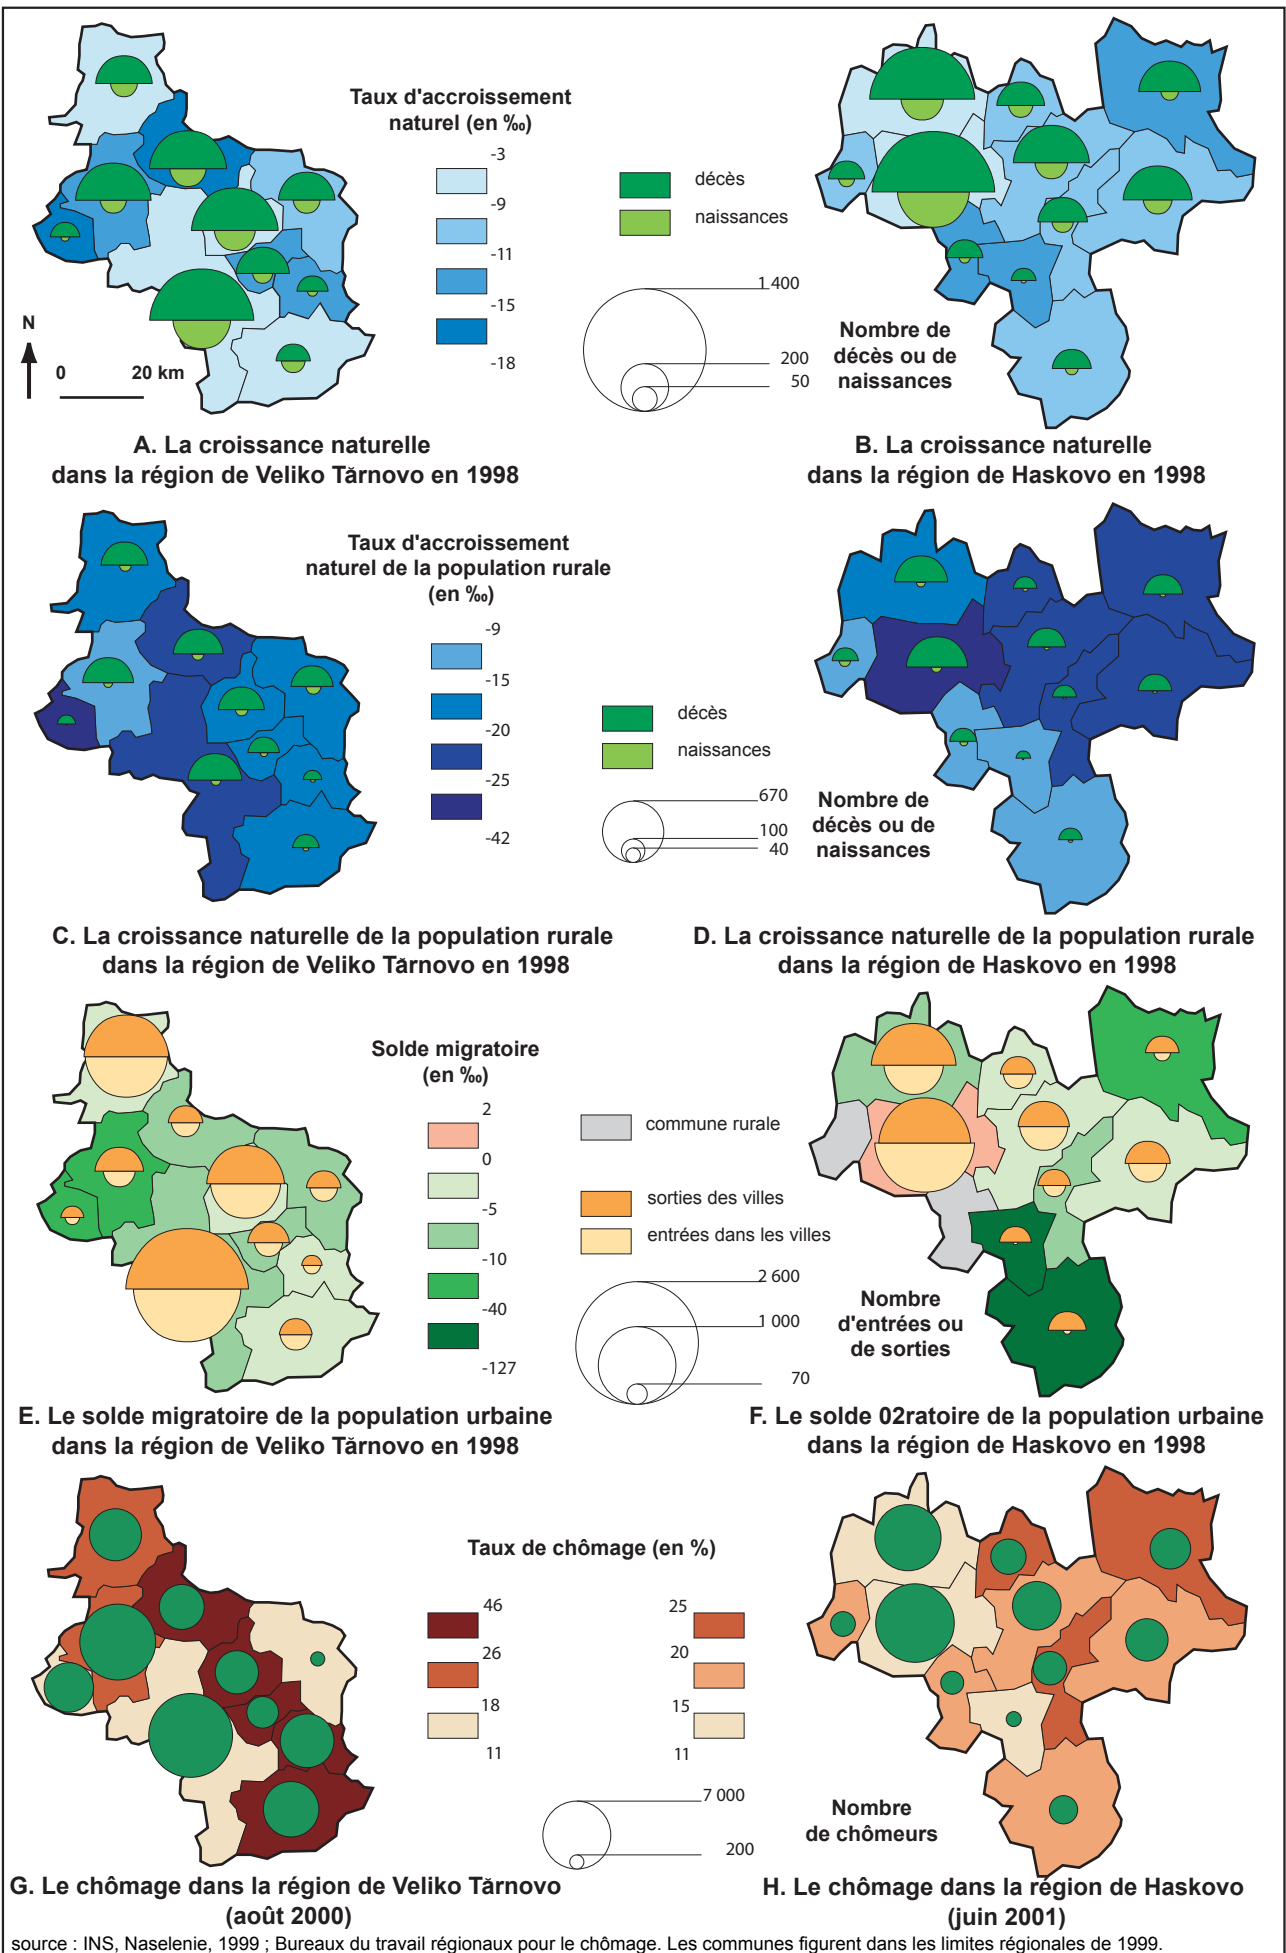 Taux d'accroissement
naturel (en ‰)
-3
-9
-11
-15
-18
décès
naissances
1 400
200
50
Nombre de
décès ou de
naissances
N
0 20 km
A. La croissance naturelle
dans la région de Veliko Tărnovo en 1998
B. La croissance naturelle
dans la région de Haskovo en 1998
Taux d'accroissement
naturel de la population rurale
(en ‰)
-9
-15
-20
-25
-42
décès
naissances
670
100
40
Nombre de
décès ou de
naissances
C. La croissance naturelle de la population rurale
dans la région de Veliko Tărnovo en 1998
D. La croissance naturelle de la population rurale
dans la région de Haskovo en 1998
Solde migratoire
(en ‰)
2
0
-5
-10
-40
-127
commune rurale
sorties des villes
entrées dans les villes
2 600
1 000
70
Nombre
d'entrées ou
de sorties
E. Le solde migratoire de la population urbaine
dans la région de Veliko Tărnovo en 1998
F. Le solde 02ratoire de la population urbaine
dans la région de Haskovo en 1998
Taux de chômage (en %)
46
26
18
11
25
20
15
11
7 000
200
Nombre
de chômeurs
G. Le chômage dans la région de Veliko Tărnovo
(août 2000)
H. Le chômage dans la région de Haskovo
(juin 2001)
source : INS, Naselenie, 1999 ; Bureaux du travail régionaux pour le chômage. Les communes figurent dans les limites régionales de 1999.